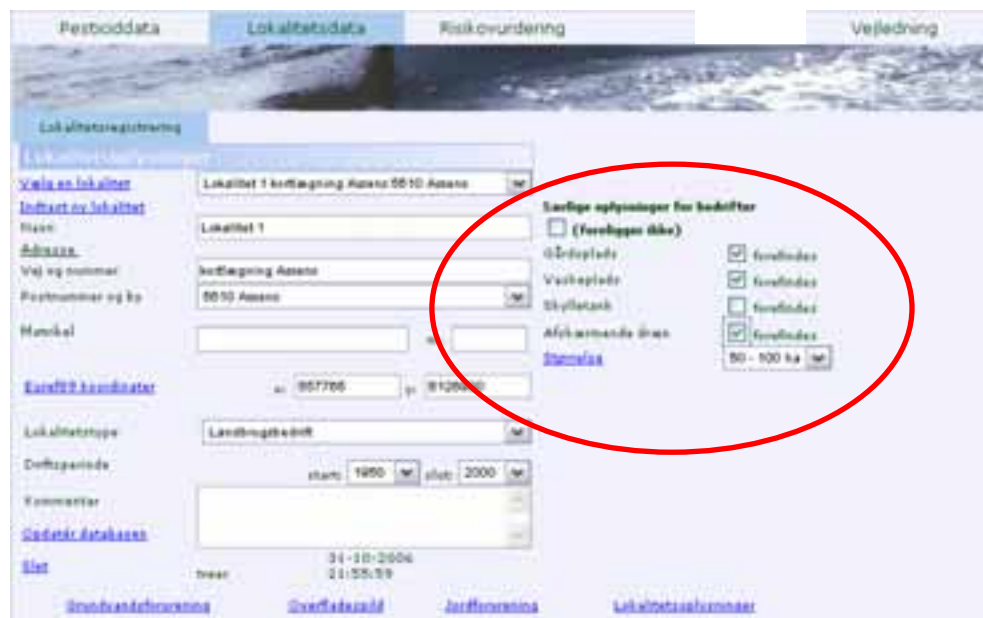 Pesticiddata Lokalitetsdata Risikovurdering Vejledning
Lokalitetsregistrering
Vælg en lokalitet Lokalitet 1 kortlægning Assens 5610 Assens
Indtast ny lokalitet
Navn Lokalitet 1
Adresse
Vej og nummer kortlægning Assens
Postnummer og by 5610 Assens
Matrikel
Euref89 koordinater x: 557766 y:
Lokalitetstype Landbrugsbedrift
Driftsperiode start: 1950 slut: 2000
Kommentar
Opdatér databasen
Slet 31-10-2006
21:55:59
Særlige oplysninger for bedrifter
(foreligger ikke)
Gårdsplads forefindes
Vaskeplads forefindes
Skylletank forefindes
Afskærmende dræn forefindes
Størrelse 50 - 100 ha
Grundvandsforurening Overfladespild Jordforurening Lokalitetsoplysninger